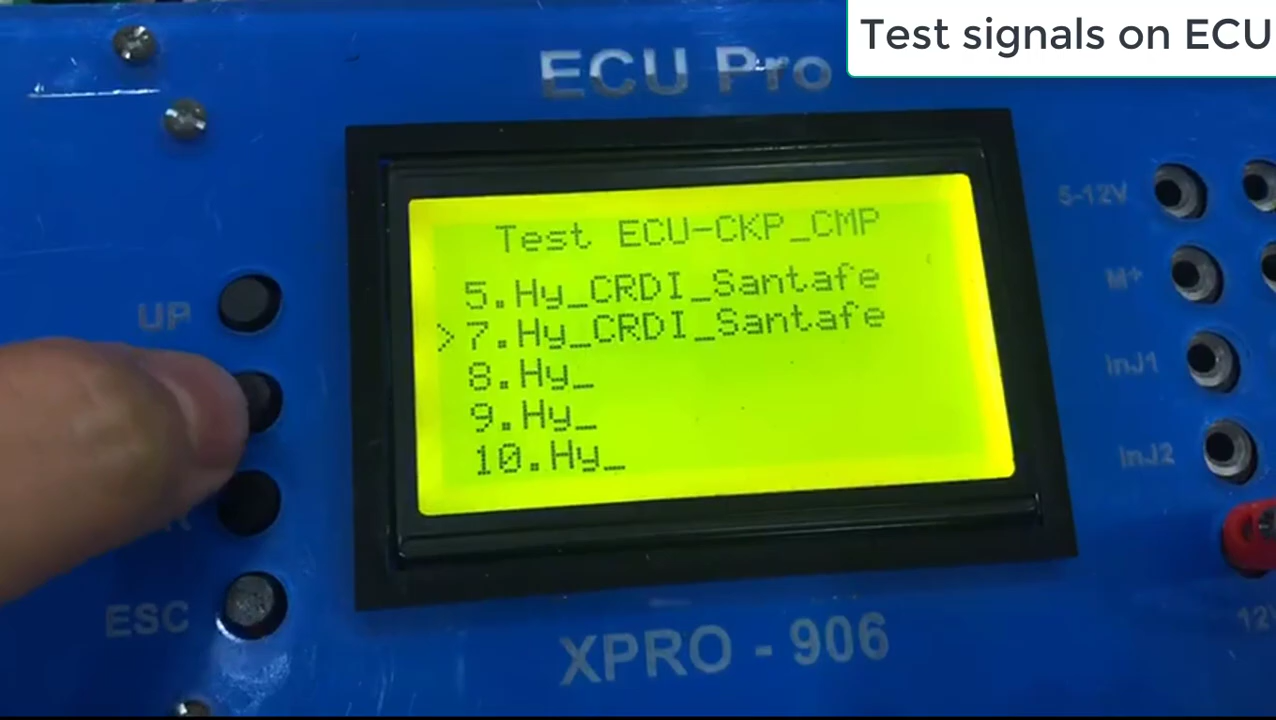 Test signals on ECU
ECU Pro
Test ECU-CKP_CMP
5.Hy_CRDI_Santafe
>7.Hy_CRDI_Santafe
8.Hy_
9.Hy_
10.Hy_
UP
ESC
5-12V
M+
InJ1
InJ2
XPRO - 906